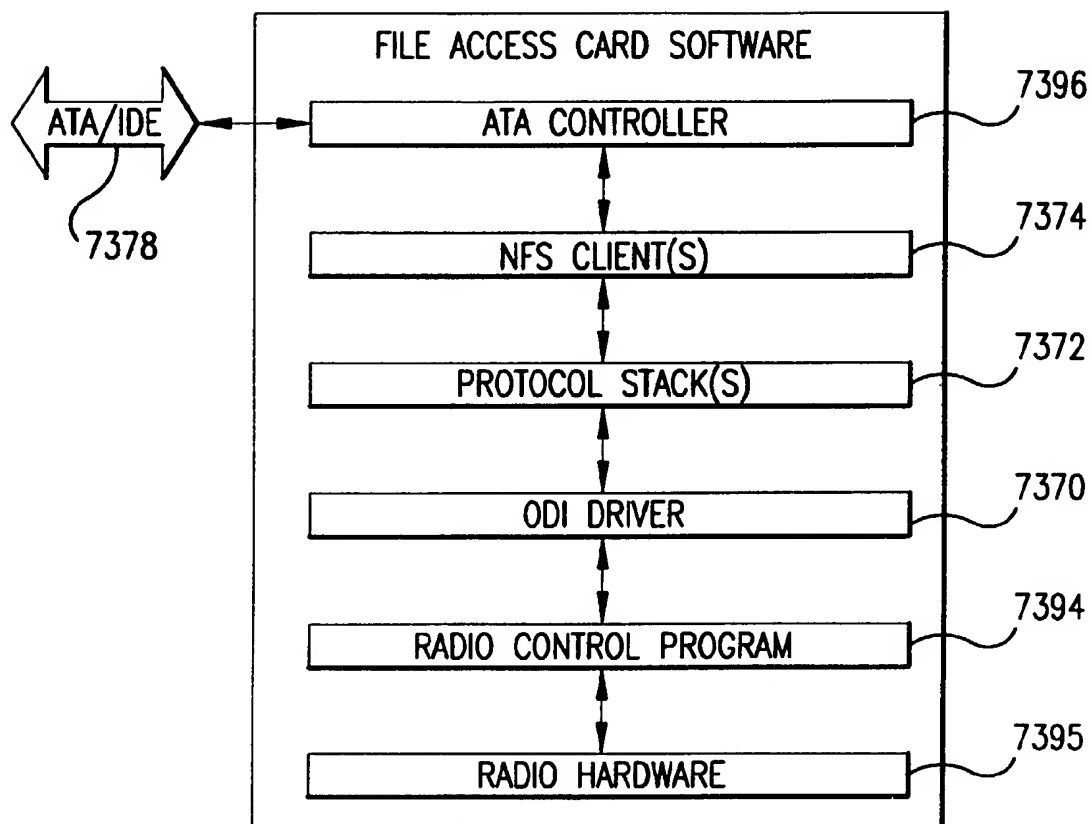 FILE ACCESS CARD SOFTWARE
7396
ATA/IDE
ATA CONTROLLER
7378
7374
NFS CLIENT(S)
7372
PROTOCOL STACK(S)
7370
ODI DRIVER
7394
RADIO CONTROL PROGRAM
7395
RADIO HARDWARE